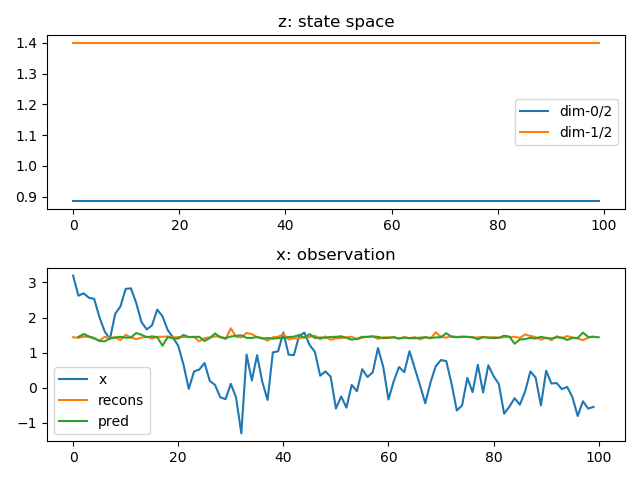 z: state space
1.4
1.3
1.2
1.1
1.0
0.9
dim-0/2
dim-1/2
0 20 40 60 80 100
x: observation
3
2
1
0
−1
x
recons
pred
0 20 40 60 80 100